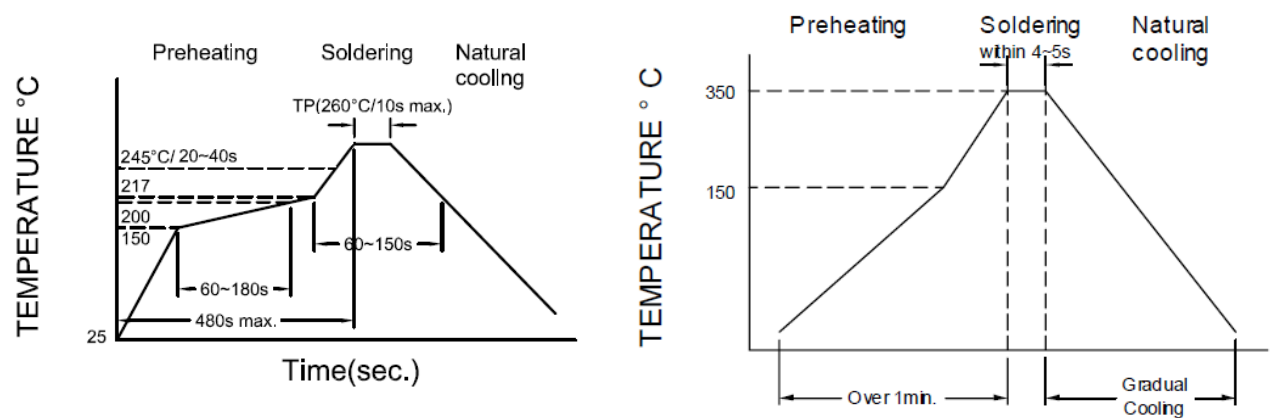 Preheating
Soldering
Natural
cooling
TP(260°C/10s max.)
TEMPERATURE °C
245°C/ 20~40s
217
200
150
60~150s
60~180s
480s max.
25
Time(sec.)
Preheating
Soldering
within 4~5s
Natural
cooling
TEMPERATURE ° C
350
150
Over 1min.
Gradual
Cooling